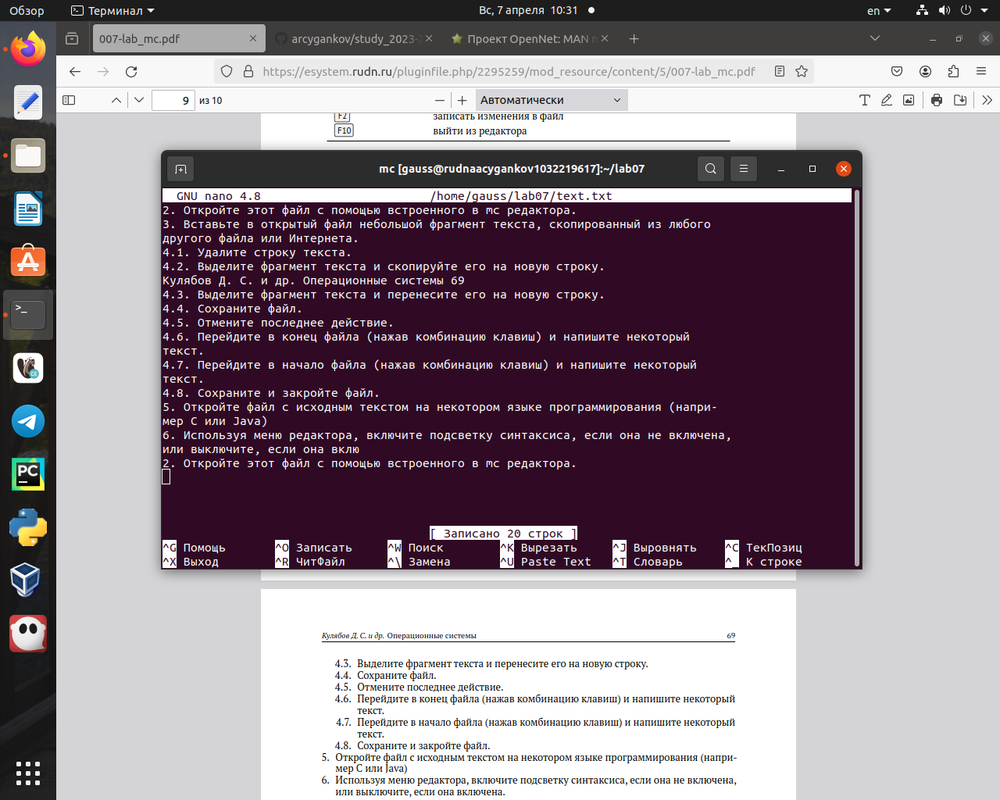 Обзор
Терминал
Вс, 7 апреля 10:31
en
007-lab_mc.pdf
arcygankov/study_2023-2
Проект OpenNet: MAN
https://esystem.rudn.ru/pluginfile.php/2295259/mod_resource/content/5/007-lab_mc.pdf
9
из 10
Автоматически
F2 записать изменения в файл
F10 выйти из редактора
mc [gauss@rudnaacygankov1032219617]:~/lab07
GNU nano 4.8 /home/gauss/lab07/text.txt
2. Откройте этот файл с помощью встроенного в mc редактора.
3. Вставьте в открытый файл небольшой фрагмент текста, скопированный из любого
другого файла или Интернета.
4.1. Удалите строку текста.
4.2. Выделите фрагмент текста и скопируйте его на новую строку.
Кулябов Д. С. и др. Операционные системы 69
4.3. Выделите фрагмент текста и перенесите его на новую строку.
4.4. Сохраните файл.
4.5. Отмените последнее действие.
4.6. Перейдите в конец файла (нажав комбинацию клавиш) и напишите некоторый
текст.
4.7. Перейдите в начало файла (нажав комбинацию клавиш) и напишите некоторый
текст.
4.8. Сохраните и закройте файл.
5. Откройте файл с исходным текстом на некотором языке программирования (напри-
мер C или Java)
6. Используя меню редактора, включите подсветку синтаксиса, если она не включена,
или выключите, если она вклю
2. Откройте этот файл с помощью встроенного в mc редактора.
[ Записано 20 строк ]
^G Помощь ^O Записать ^W Поиск ^K Вырезать ^J Выровнять ^C ТекПозиц
^X Выход ^R ЧитФайл ^\ Замена ^U Paste Text ^T Словарь ^_ К строке
Кулябов Д. С. и др. Операционные системы 69
4.3. Выделите фрагмент текста и перенесите его на новую строку.
4.4. Сохраните файл.
4.5. Отмените последнее действие.
4.6. Перейдите в конец файла (нажав комбинацию клавиш) и напишите некоторый
текст.
4.7. Перейдите в начало файла (нажав комбинацию клавиш) и напишите некоторый
текст.
4.8. Сохраните и закройте файл.
5. Откройте файл с исходным текстом на некотором языке программирования (напри-
мер C или Java)
6. Используя меню редактора, включите подсветку синтаксиса, если она не включена,
или выключите, если она включена.